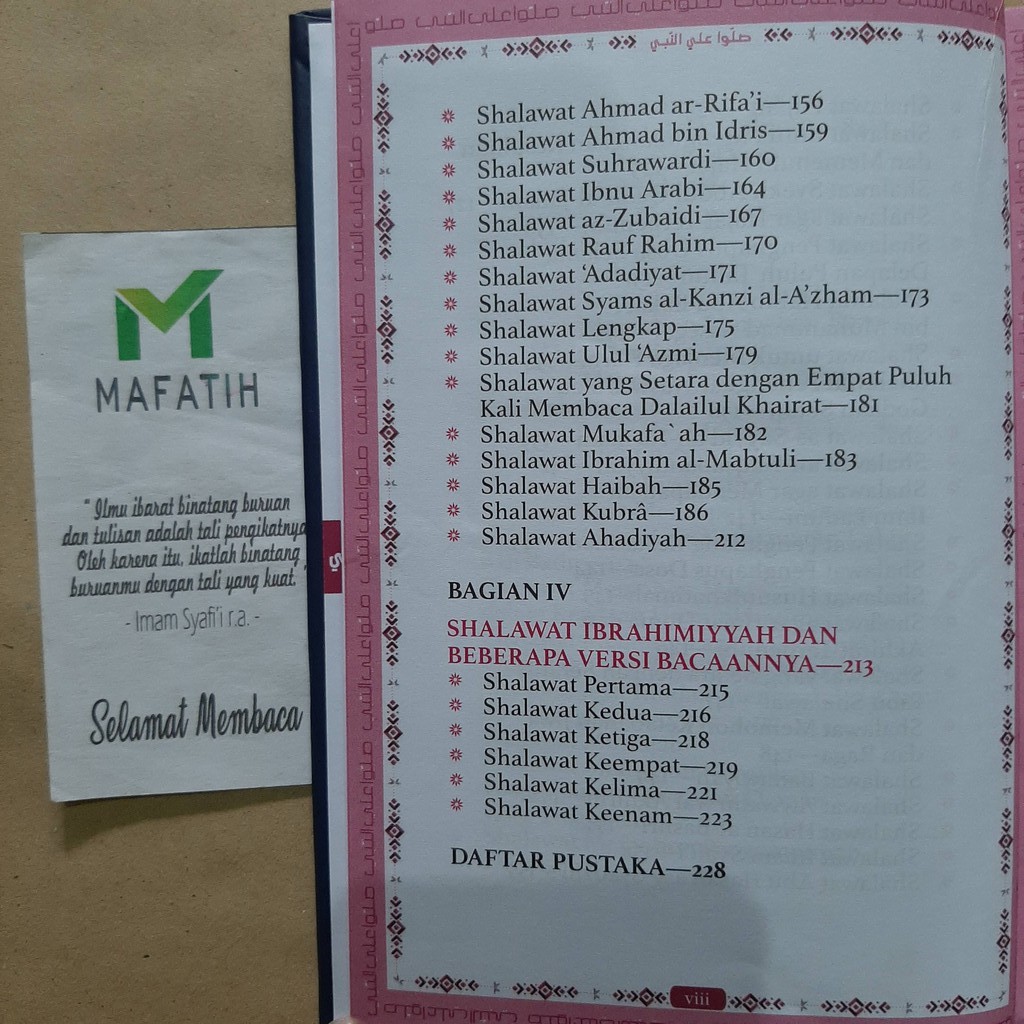 صلّوا علي النّبي
Shalawat Ahmad ar-Rifa'i—156
Shalawat Ahmad bin Idris—159
Shalawat Suhrawardi—160
Shalawat Ibnu Arabi—164
Shalawat az-Zubaidi—167
Shalawat Rauf Rahim—170
Shalawat 'Adadiyat—171
Shalawat Syams al-Kanzi al-A'zham—173
Shalawat Lengkap—175
Shalawat Ulul 'Azmi—179
Shalawat yang Setara dengan Empat Puluh
Kali Membaca Dalailul Khairat—181
Shalawat Mukafa`ah—182
Shalawat Ibrahim al-Mabtuli—183
Shalawat Haibah—185
Shalawat Kubrâ—186
Shalawat Ahadiyah—212
BAGIAN IV
SHALAWAT IBRAHIMIYYAH DAN
BEBERAPA VERSI BACAANNYA—213
Shalawat Pertama—215
Shalawat Kedua—216
Shalawat Ketiga—218
Shalawat Keempat—219
Shalawat Kelima—221
Shalawat Keenam—223
DAFTAR PUSTAKA—228
viii
MAFATIH
" Ilmu ibarat binatang buruan
dan tulisan adalah tali pengikatnya
Oleh karena itu, ikatlah binatang
buruanmu dengan tali yang kuat. "
- Imam Syafi'i r.a. -
Selamat Membaca